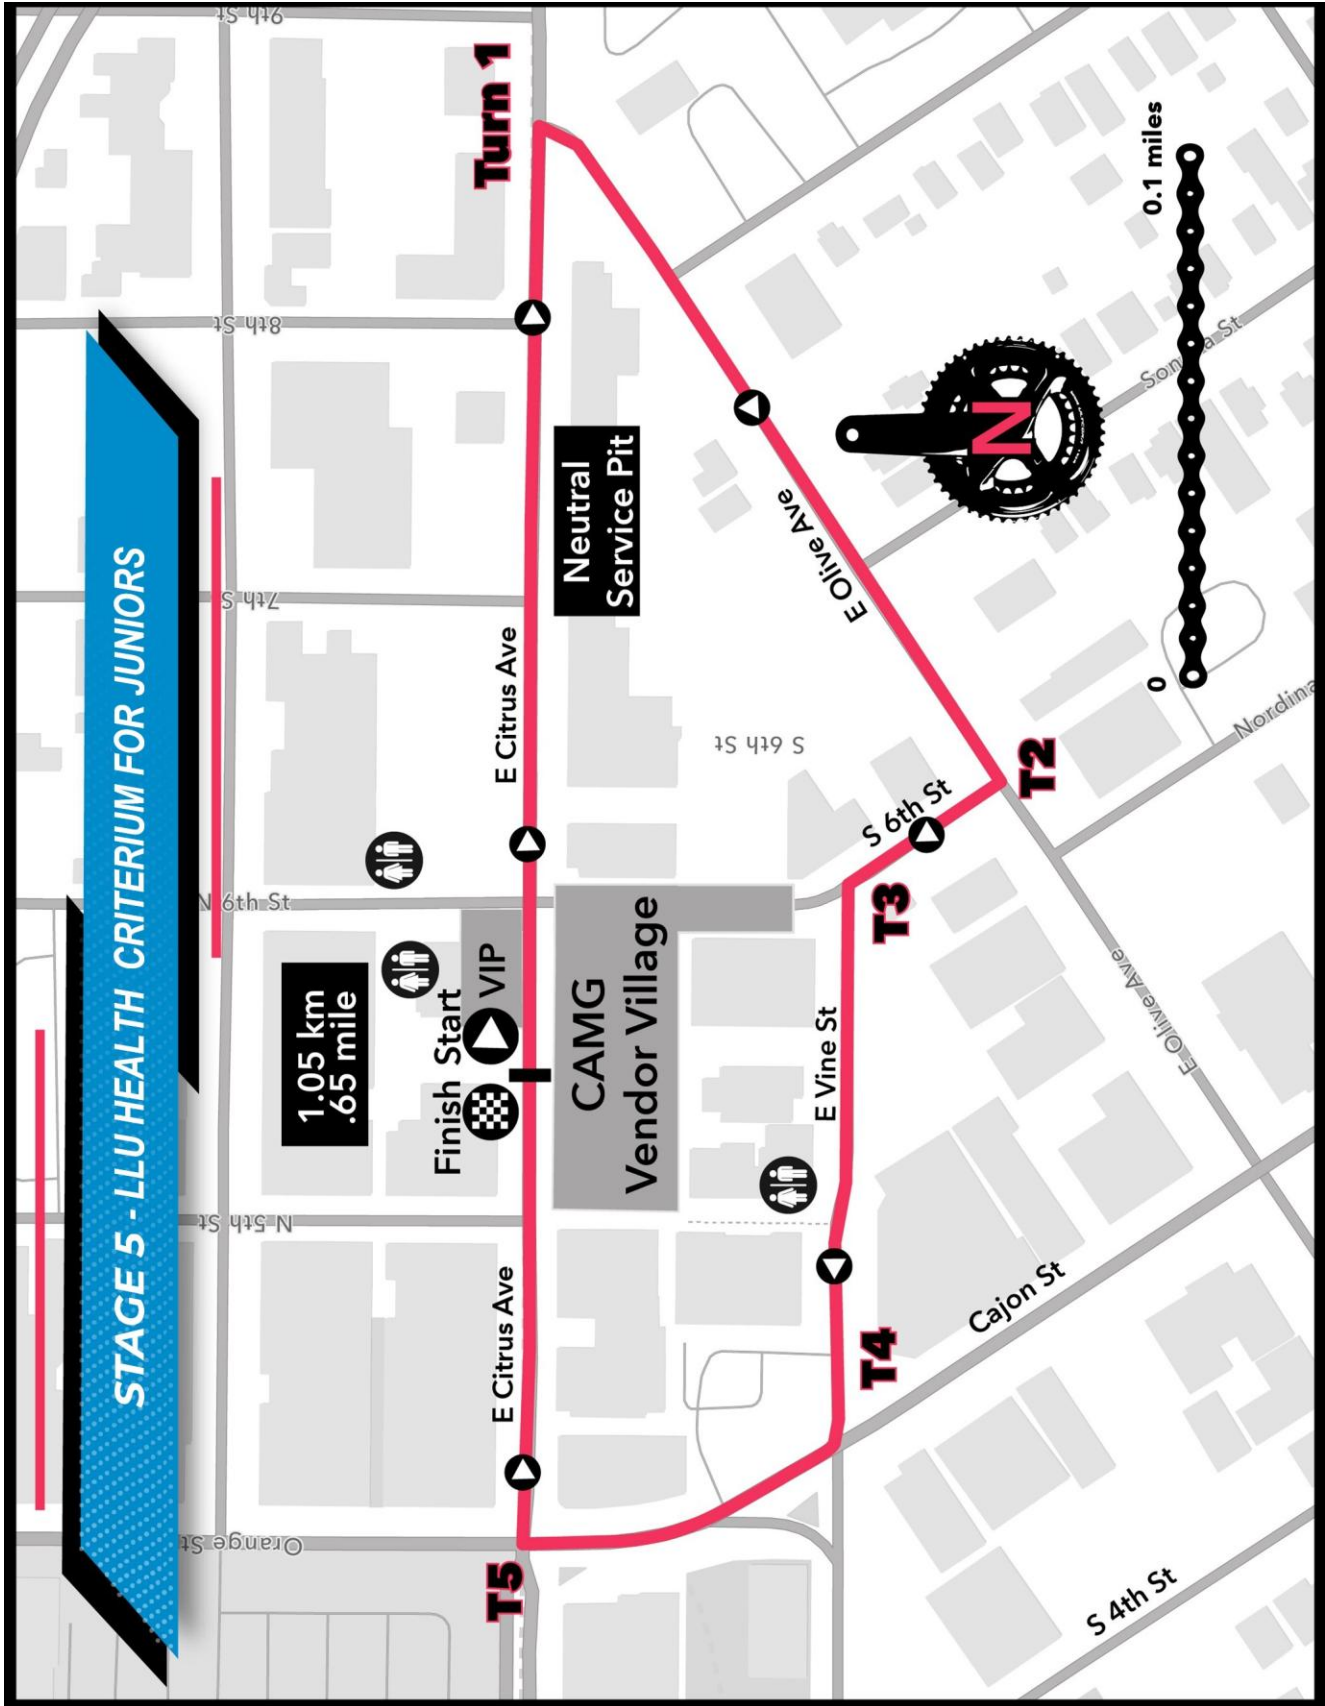 STAGE 5 - LLU HEALTH CRITERIUM FOR JUNIORS
9th St
8th St
7th S
N 6th St
N 5th St
Orange St
Turn 1
E Citrus Ave
E Citrus Ave
Neutral
Service Pit
1.05 km
.65 mile
Finish
Start
VIP
CAMG
Vendor Village
S 6th St
S 6th St
E Olive Ave
E Olive Ave
E Vine St
T2
T3
T4
T5
Cajon St
S 4th St
Nordina
N
0
0.1 miles